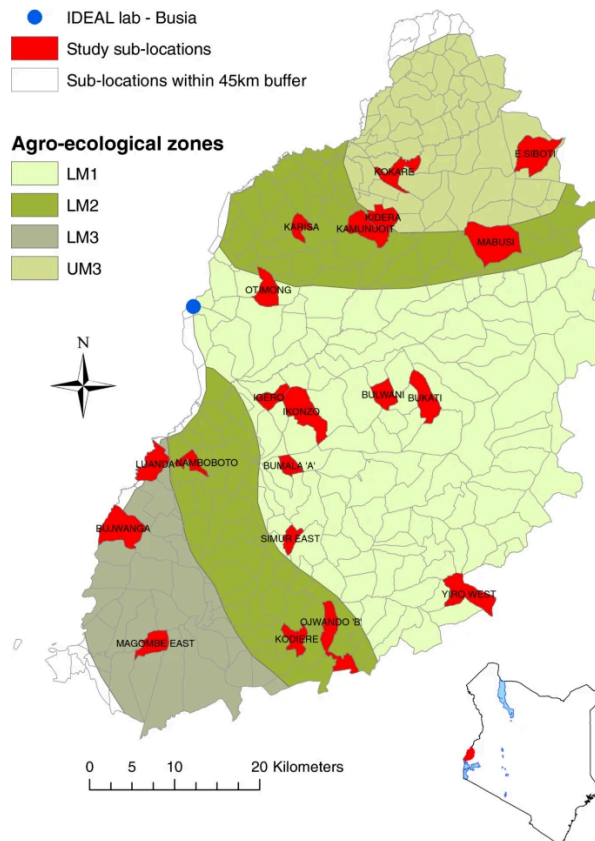 IDEAL lab - Busia
Study sub-locations
Sub-locations within 45km buffer
Agro-ecological zones
LM1
LM2
LM3
UM3
E.SIBOTI
KOKARE
KIDERA
KARISA
KAMUNUOIT
MABUSI
OTIMONG
N
IGERO
IKONZO
BULWANI
BUKATI
LUANDA
NAMBOBOTO
BUMALA 'A'
BUJWANGA
SIMUR EAST
YIRO WEST
OJWANDO 'B'
KODIERE
MAGOMBE EAST
0 5 10 20 Kilometers